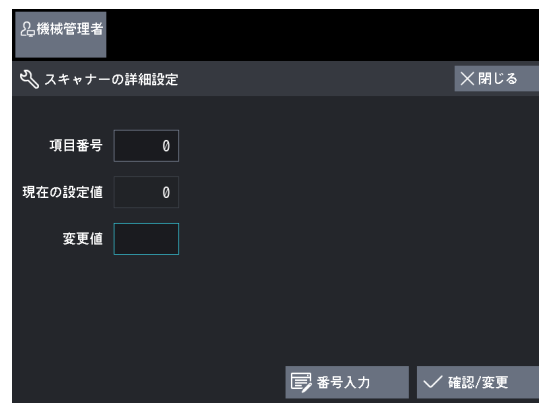 機械管理者
スキャナーの詳細設定
閉じる
項目番号 0
現在の設定値 0
変更値
番号入力
確認/変更